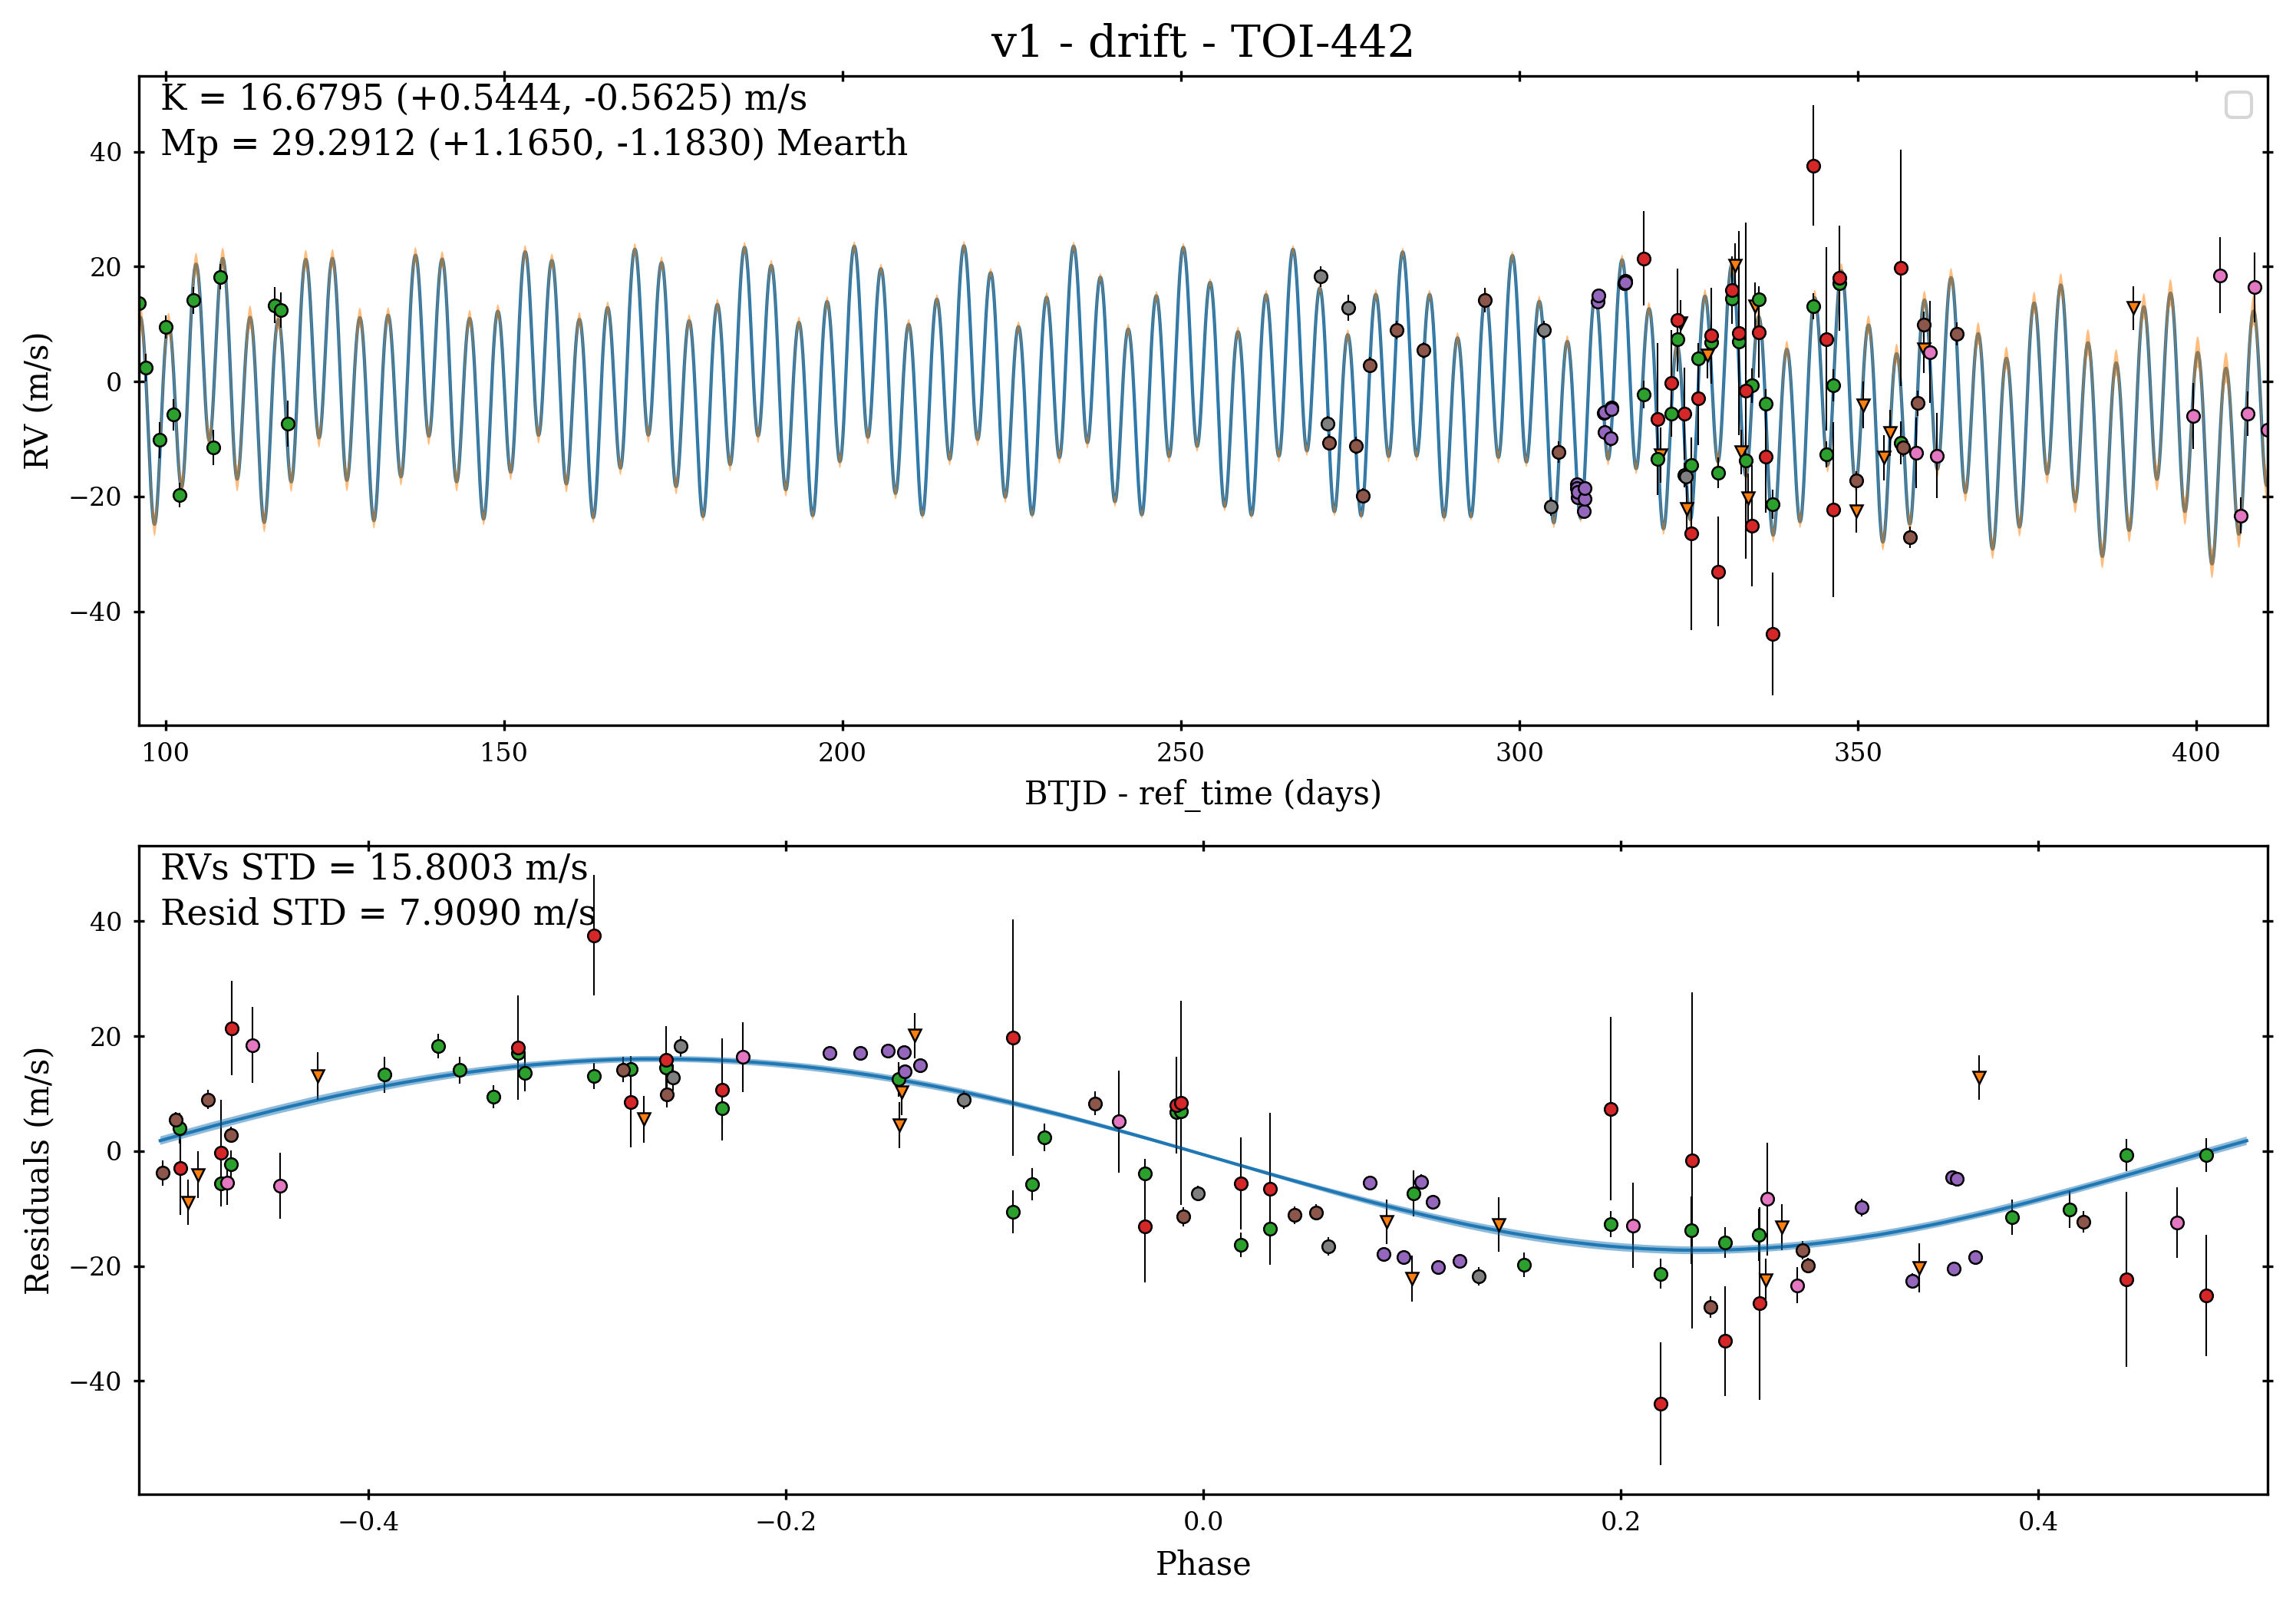 v1 - drift - TOI-442
K = 16.6795 (+0.5444, -0.5625) m/s
Mp = 29.2912 (+1.1650, -1.1830) Mearth
RV (m/s)
40
20
0
−20
−40
100 150 200 250 300 350 400
BTJD - ref_time (days)
RVs STD = 15.8003 m/s
Resid STD = 7.9090 m/s
Residuals (m/s)
40
20
0
−20
−40
−0.4 −0.2 0.0 0.2 0.4
Phase